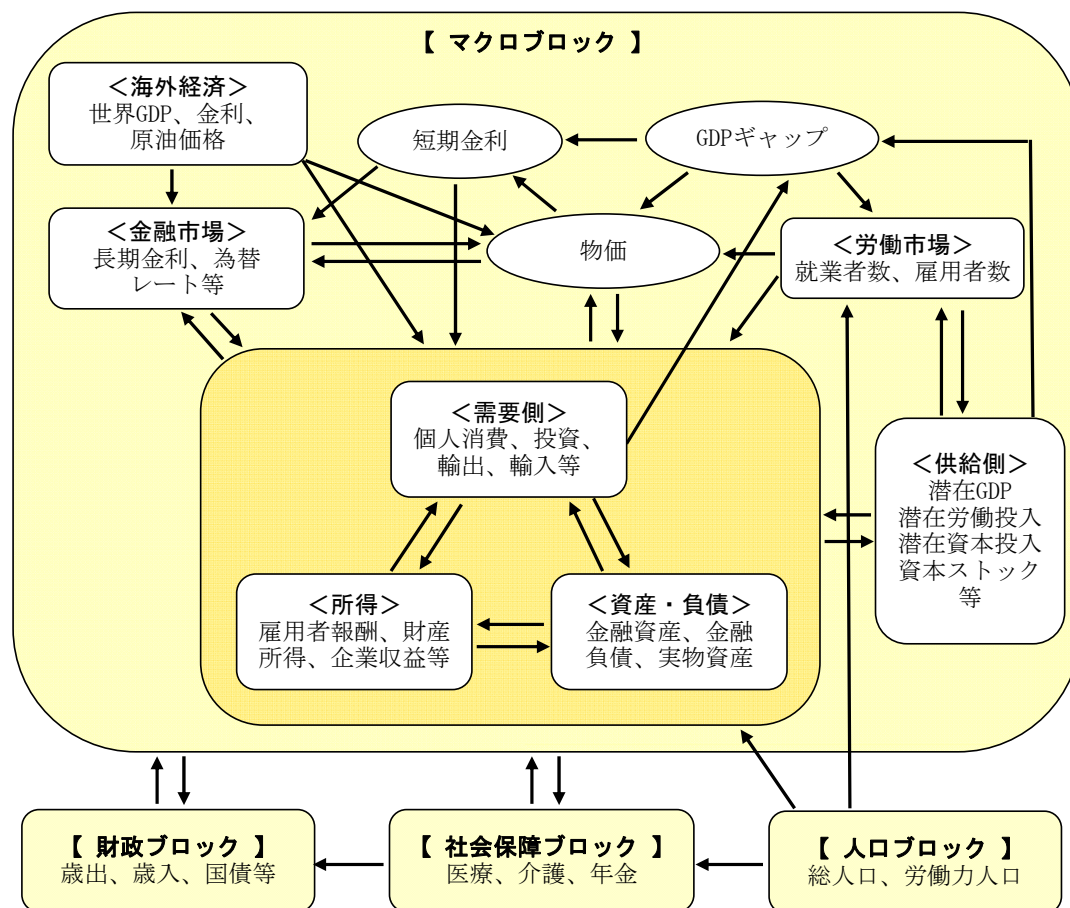 【 マクロブロック 】
＜海外経済＞
世界GDP、金利、
原油価格
短期金利
GDPギャップ
＜金融市場＞
長期金利、為替
レート等
物価
＜労働市場＞
就業者数、雇用者数
＜需要側＞
個人消費、投資、
輸出、輸入等
＜供給側＞
潜在GDP
潜在労働投入
潜在資本投入
資本ストック
等
＜所得＞
雇用者報酬、財産
所得、企業収益等
＜資産・負債＞
金融資産、金融
負債、実物資産
【 財政ブロック 】
歳出、歳入、国債等
【 社会保障ブロック 】
医療、介護、年金
【 人口ブロック 】
総人口、労働力人口